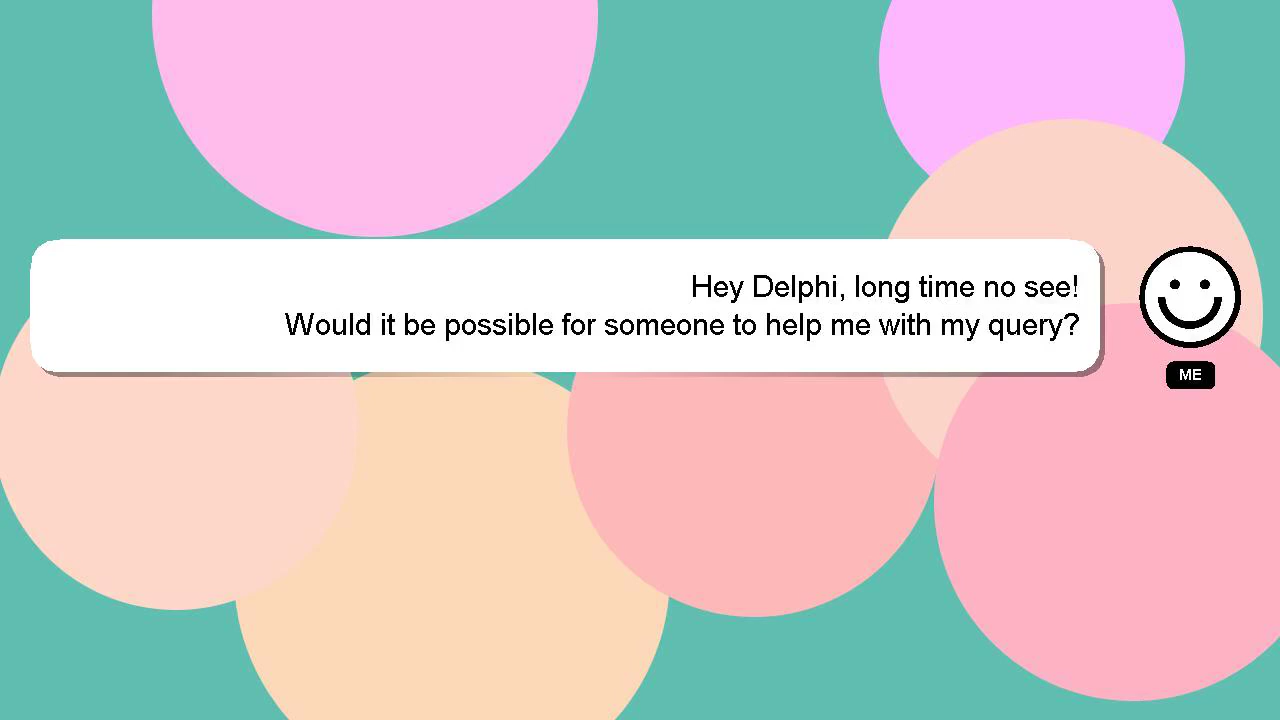 Hey Delphi, long time no see!
Would it be possible for someone to help me with my query?
ME